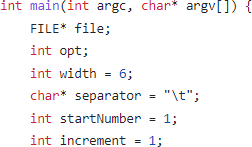 int main(int argc, char* argv[]) {
    FILE* file;
    int opt;
    int width = 6;
    char* separator = "\t";
    int startNumber = 1;
    int increment = 1;